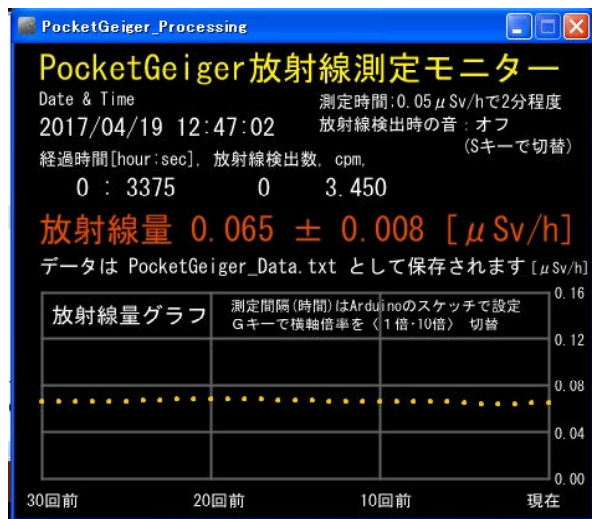 PocketGeiger_Processing
PocketGeiger放射線測定モニター
Date & Time
測定時間:0.05μSv/hで2分程度
2017/04/19 12:47:02
放射線検出時の音:オフ
(Sキーで切替)
経過時間[hour:sec], 放射線検出数, cpm,
0 : 3375 0 3.450
放射線量 0.065 ± 0.008 [μSv/h]
データは PocketGeiger_Data.txt として保存されます [μSv/h]
0.16
放射線量グラフ
測定間隔(時間)はArduinoのスケッチで設定
Gキーで横軸倍率を〈1倍・10倍〉 切替
0.12
0.08
0.04
0.00
30回前 20回前 10回前 現在